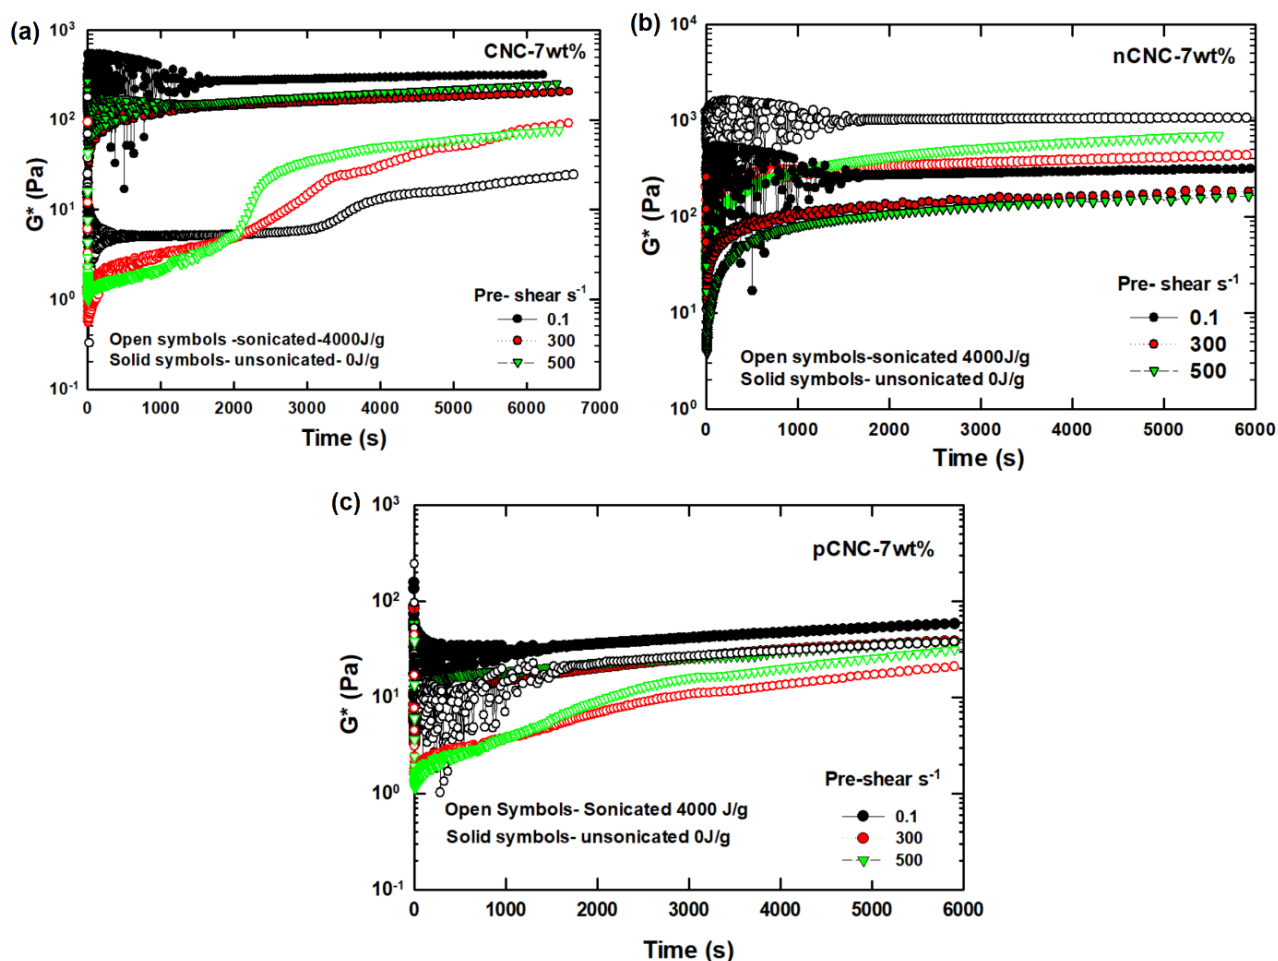 (a)
CNC-7wt%
10³
10²
10¹
10⁰
10⁻¹
G* (Pa)
Pre- shear s⁻¹
0.1
300
500
Open symbols -sonicated-4000J/g
Solid symbols- unsonicated- 0J/g
0 1000 2000 3000 4000 5000 6000 7000
Time (s)
(b)
nCNC-7wt%
10⁴
10³
10²
10¹
10⁰
G* (Pa)
Pre- shear s⁻¹
0.1
300
500
Open symbols-sonicated 4000J/g
Solid symbols- unsonicated 0J/g
0 1000 2000 3000 4000 5000 6000
Time (s)
(c)
pCNC-7wt%
10³
10²
10¹
10⁰
10⁻¹
G* (Pa)
Pre-shear s⁻¹
0.1
300
500
Open Symbols- Sonicated 4000 J/g
Solid symbols- unsonicated 0J/g
0 1000 2000 3000 4000 5000 6000
Time (s)